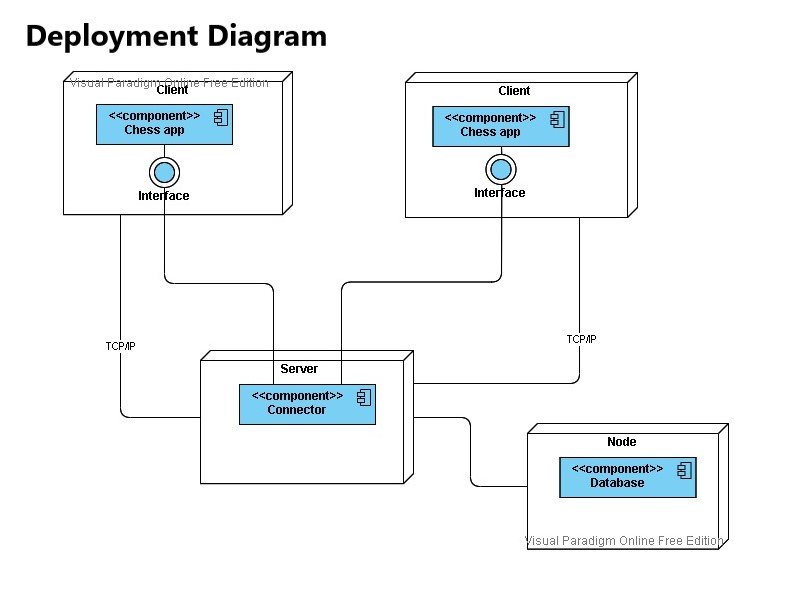 Deployment Diagram
Visual Paradigm Online Free Edition
Client
<<component>>
Chess app
Interface
Client
<<component>>
Chess app
Interface
TCP/IP
TCP/IP
Server
<<component>>
Connector
Node
<<component>>
Database
Visual Paradigm Online Free Edition